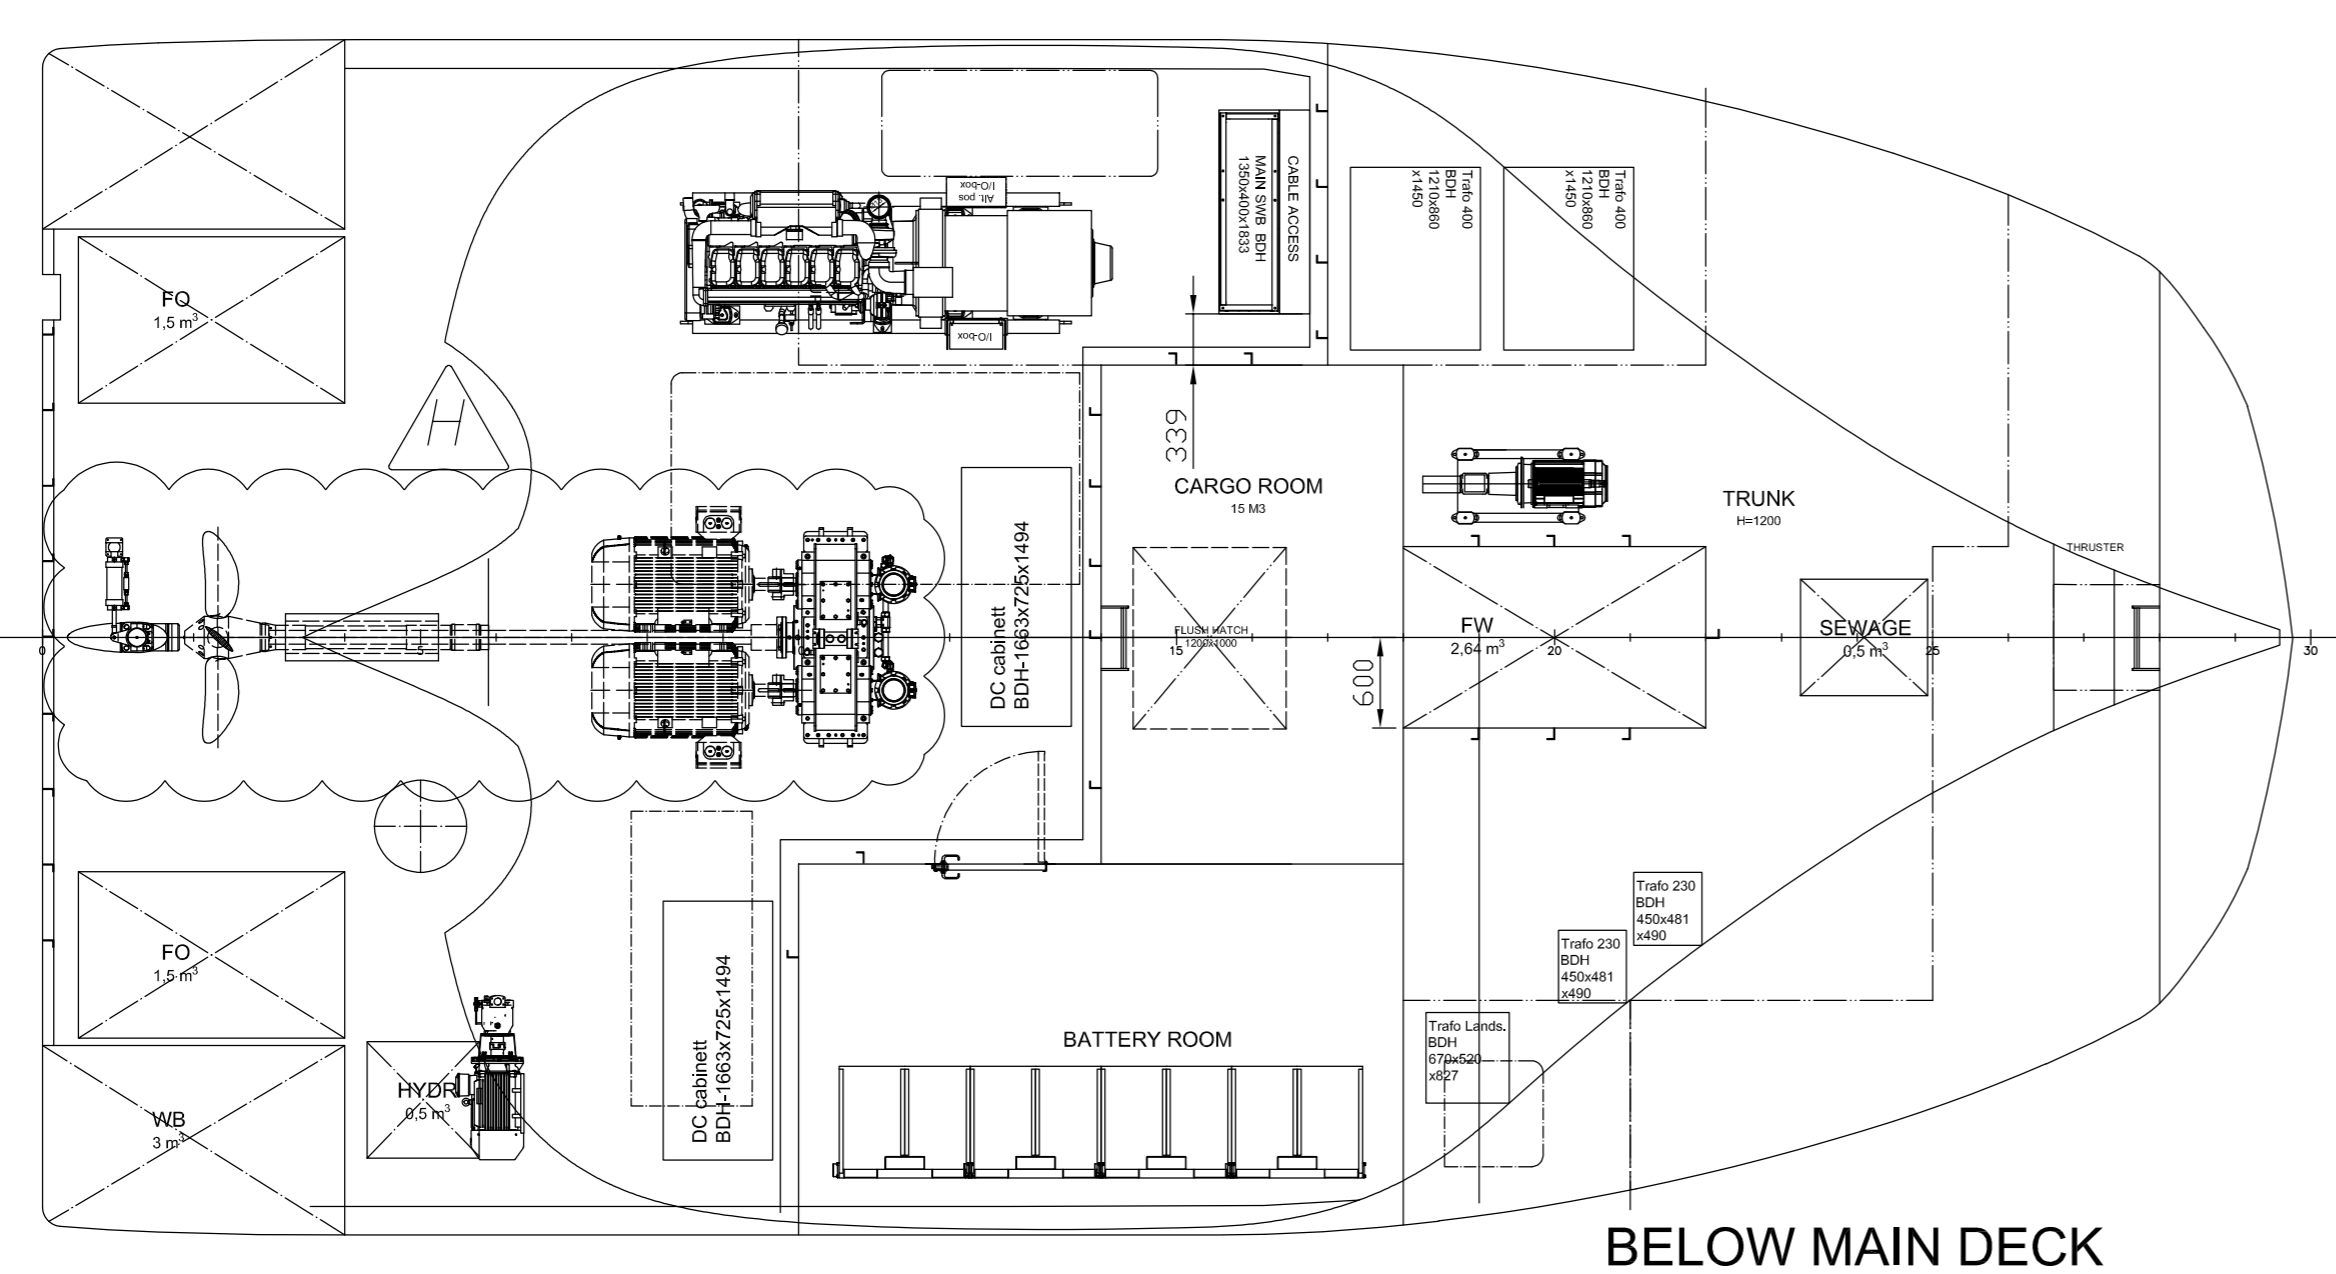 FO
1,5 m³
H
Alt. pos
I/O-box
I/O-box
MAIN SWB BDH
1350x400x1833
CABLE ACCESS
Trafo 400
BDH
1210x860
x1450
Trafo 400
BDH
1210x860
x1450
339
CARGO ROOM
15 M3
TRUNK
H=1200
THRUSTER
DC cabinett
BDH-1663x725x1494
FLUSH HATCH
1200x1000
600
FW
2,64 m³
SEWAGE
0,5 m³
0
5
10
15
20
25
30
FO
1,5 m³
WB
3 m³
HYDR
0,5 m³
DC cabinett
BDH-1663x725x1494
BATTERY ROOM
Trafo 230
BDH
450x481
x490
Trafo 230
BDH
450x481
x490
Trafo Lands.
BDH
670x520
x827
BELOW MAIN DECK